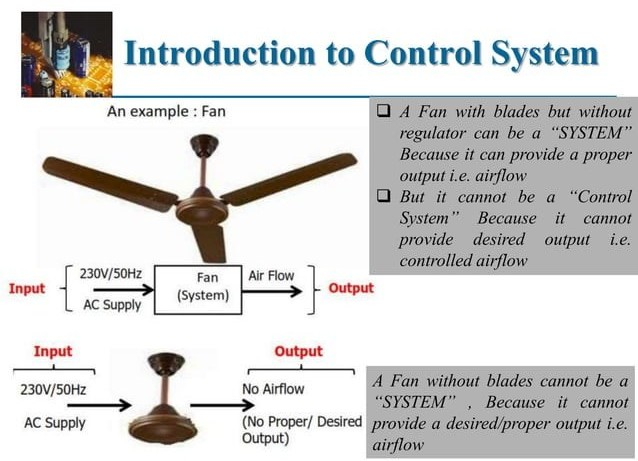 Introduction to Control System
An example : Fan
❑ A Fan with blades but without
regulator can be a “SYSTEM”
Because it can provide a proper
output i.e. airflow
❑ But it cannot be a “Control
System” Because it cannot
provide desired output i.e.
controlled airflow
Input
230V/50Hz
AC Supply
Fan
(System)
Air Flow
Output
Input
230V/50Hz
AC Supply
Output
No Airflow
(No Proper/ Desired
Output)
A Fan without blades cannot be a
“SYSTEM” , Because it cannot
provide a desired/proper output i.e.
airflow